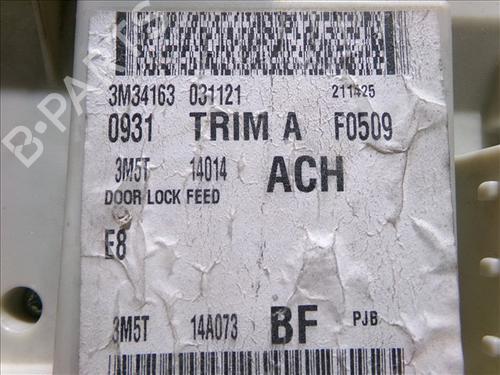 3M34163 031121 211425
0931 TRIM A F0509
3M5T 14014 ACH
DOOR LOCK FEED
E8
3M5T 14A073 BF PJB
B-PARTS